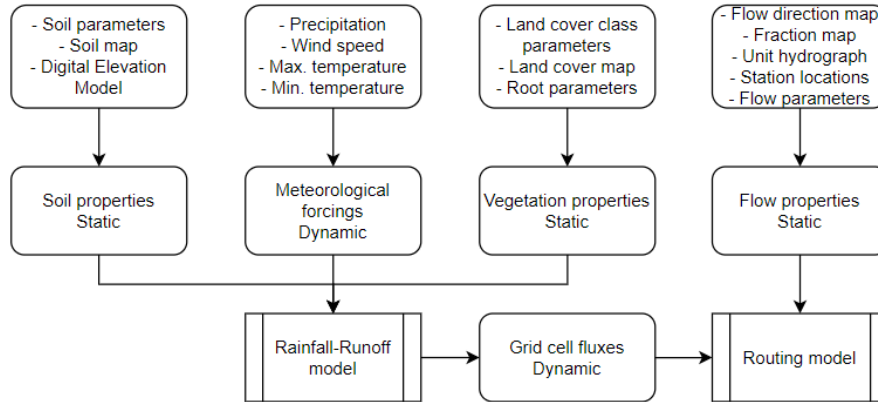 - Soil parameters
- Soil map
- Digital Elevation
Model
- Precipitation
- Wind speed
- Max. temperature
- Min. temperature
- Land cover class
parameters
- Land cover map
- Root parameters
- Flow direction map
- Fraction map
- Unit hydrograph
- Station locations
- Flow parameters
Soil properties
Static
Meteorological
forcings
Dynamic
Vegetation properties
Static
Flow properties
Static
Rainfall-Runoff
model
Grid cell fluxes
Dynamic
Routing model